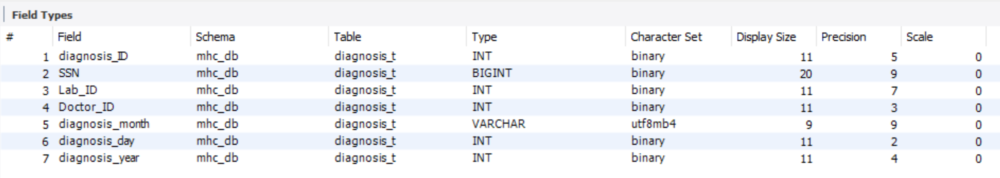 Field Types
# Field Schema Table Type Character Set Display Size Precision Scale
1 diagnosis_ID mhc_db diagnosis_t INT binary 11 5 0
2 SSN mhc_db diagnosis_t BIGINT binary 20 9 0
3 Lab_ID mhc_db diagnosis_t INT binary 11 7 0
4 Doctor_ID mhc_db diagnosis_t INT binary 11 3 0
5 diagnosis_month mhc_db diagnosis_t VARCHAR utf8mb4 9 9 0
6 diagnosis_day mhc_db diagnosis_t INT binary 11 2 0
7 diagnosis_year mhc_db diagnosis_t INT binary 11 4 0